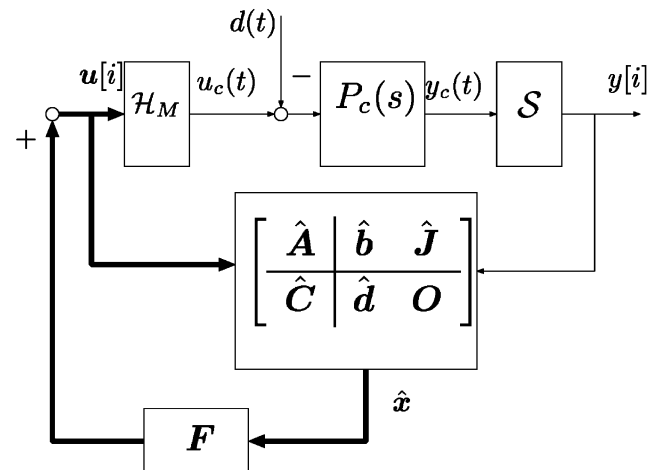 d(t)
u[i] u_c(t) − y_c(t) y[i]
ℋ_M P_c(s) 𝒮
+
Â b̂ Ĵ
Ĉ d̂ O
x̂
F